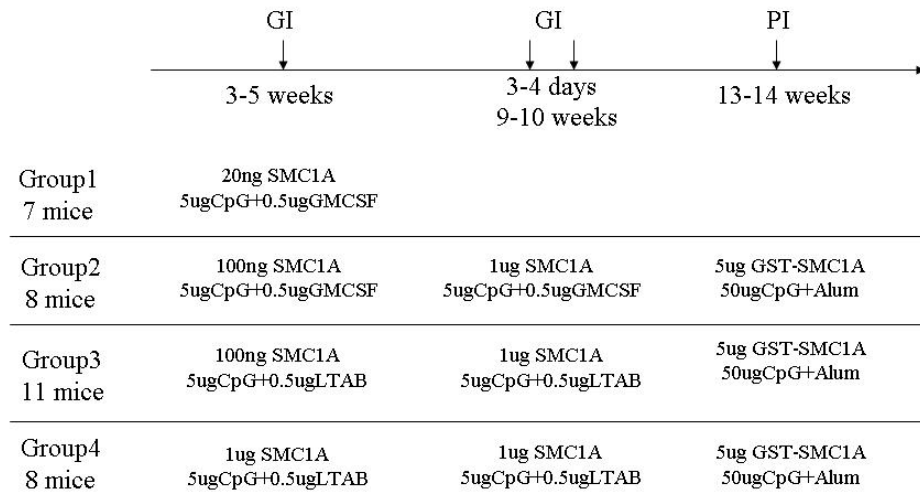 GI GI PI
3-5 weeks 3-4 days 13-14 weeks
9-10 weeks
Group1 20ng SMC1A
7 mice 5ugCpG+0.5ugGMCSF
Group2 100ng SMC1A 1ug SMC1A 5ug GST-SMC1A
8 mice 5ugCpG+0.5ugGMCSF 5ugCpG+0.5ugGMCSF 50ugCpG+Alum
Group3 100ng SMC1A 1ug SMC1A 5ug GST-SMC1A
11 mice 5ugCpG+0.5ugLTAB 5ugCpG+0.5ugLTAB 50ugCpG+Alum
Group4 1ug SMC1A 1ug SMC1A 5ug GST-SMC1A
8 mice 5ugCpG+0.5ugLTAB 5ugCpG+0.5ugLTAB 50ugCpG+Alum